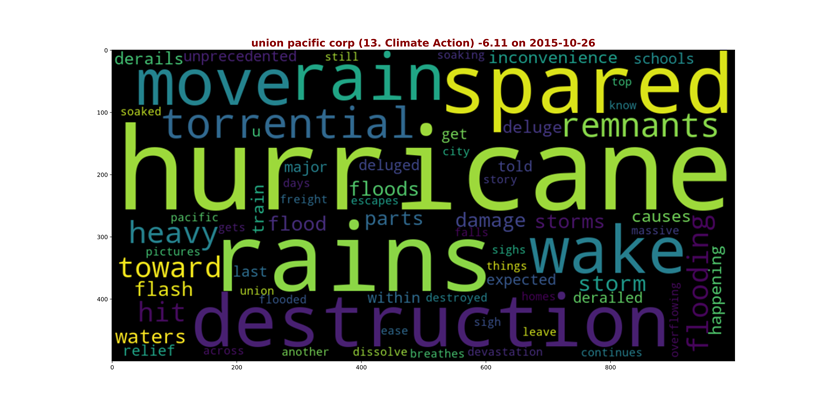 union pacific corp (13. Climate Action) -6.11 on 2015-10-26
0
derails unprecedented still soaking inconvenience schools
move rain spared
top
100
soaked know
torrential deluge remnants
u get
hurricane
city
major deluged told
200
days floods story
train freight escapes
pacific flood parts damage storms causes
heavy gets falls massive flooding
300
rains wake
pictures sighs
toward last things
expected storm happening
flash union
400
hit flooded within destroyed homes derailed
destruction
waters ease sigh leave overflowing
relief across another dissolve breathes devastation continues
0 200 400 600 800